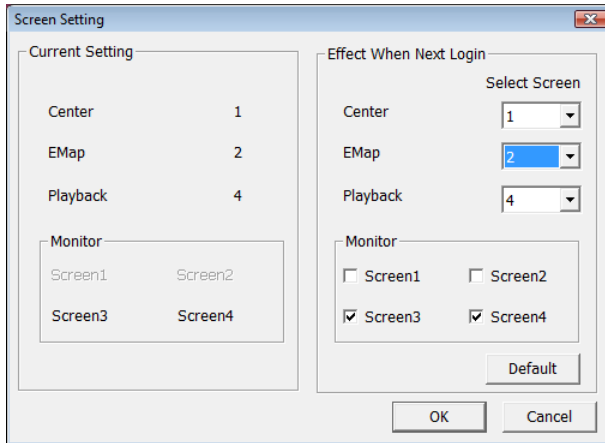 Screen Setting
Current Setting
Center 1
EMap 2
Playback 4
Monitor
Screen1 Screen2
Screen3 Screen4
Effect When Next Login
Select Screen
Center 1
EMap 2
Playback 4
Monitor
Screen1 Screen2
Screen3 Screen4
Default
OK Cancel